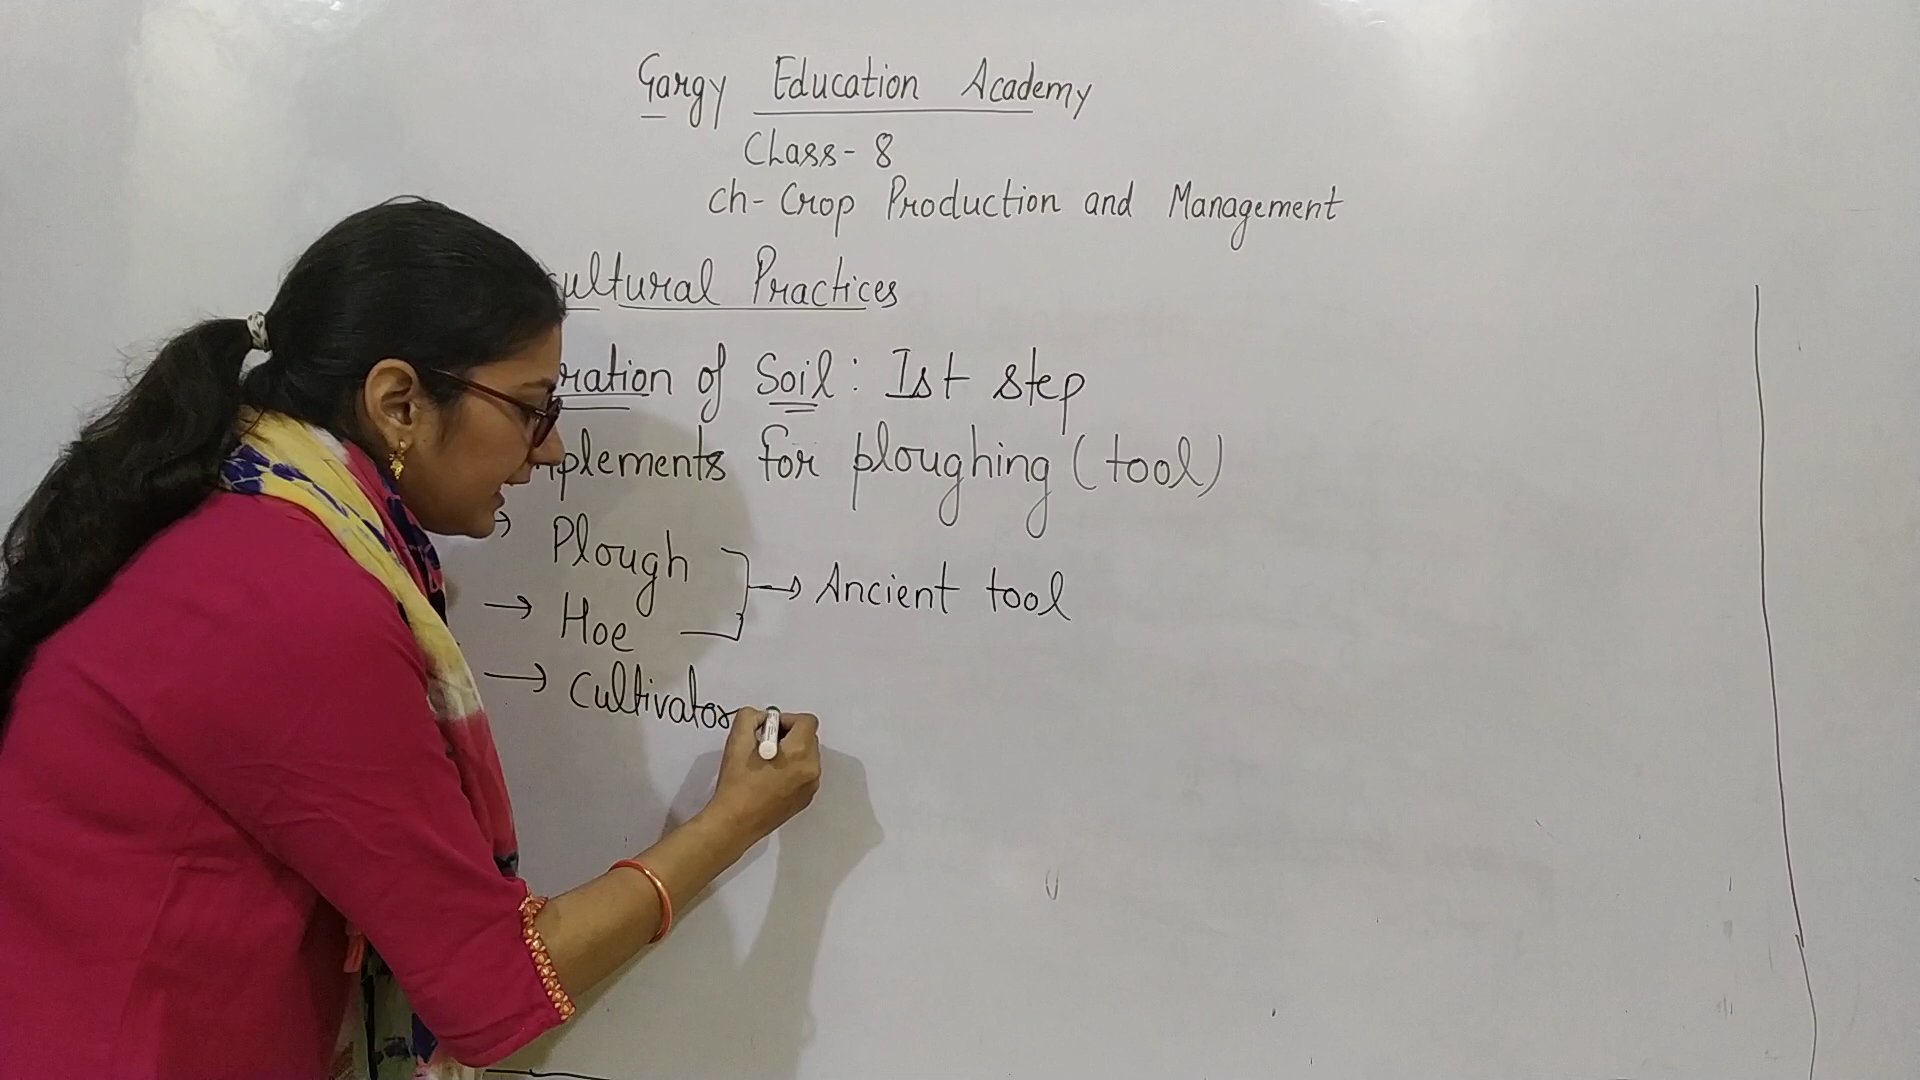 Gargy Education Academy
Class- 8
ch- Crop Production and Management
cultural Practices
ration of Soil : Ist step
plements for ploughing (tool)
→ Plough
→ Ancient tool
→ Hoe
→ Cultivator